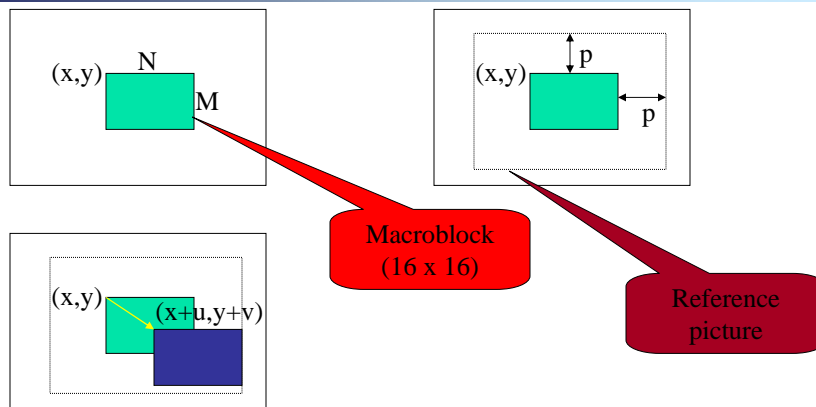 N
(x,y)
M
p
(x,y)
p
Macroblock
(16 x 16)
(x,y)
(x+u,y+v)
Reference
picture